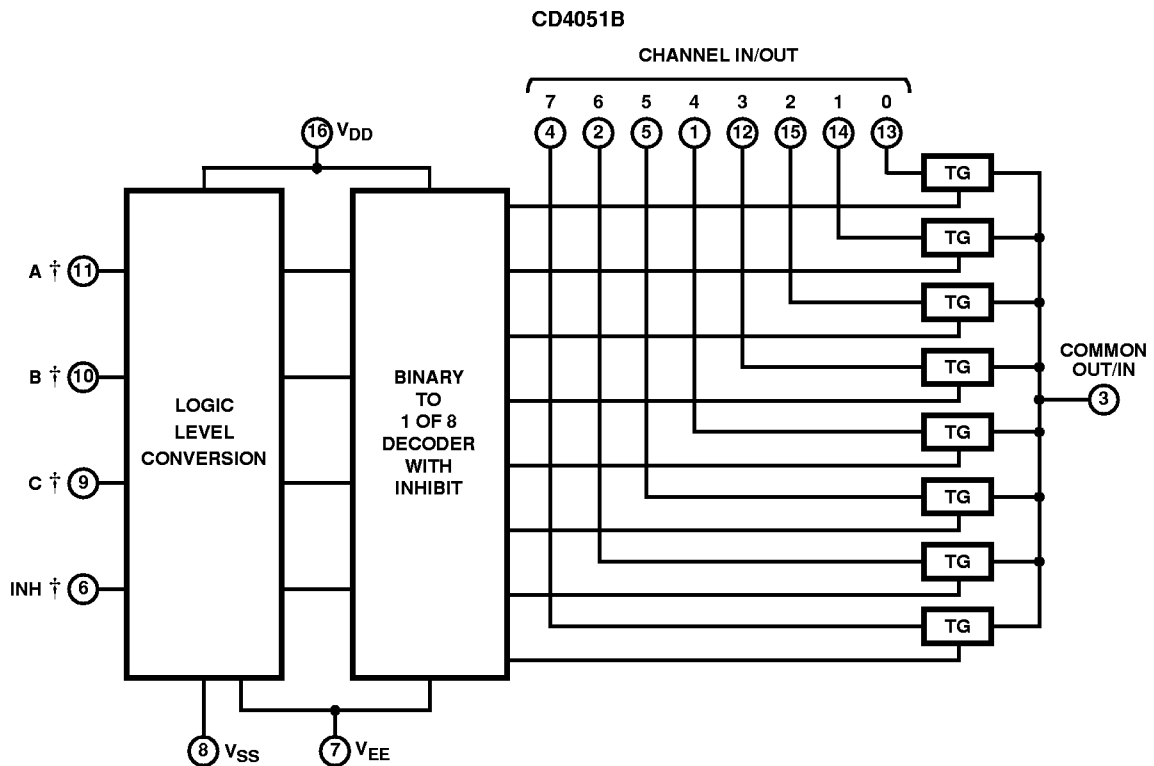 CD4051B
CHANNEL IN/OUT
7 6 5 4 3 2 1 0
4 2 5 1 12 15 14 13
16 VDD
TG
TG
TG
TG
TG
TG
TG
TG
A † 11
B † 10
C † 9
INH † 6
LOGIC
LEVEL
CONVERSION
BINARY
TO
1 OF 8
DECODER
WITH
INHIBIT
COMMON
OUT/IN
3
8 VSS
7 VEE